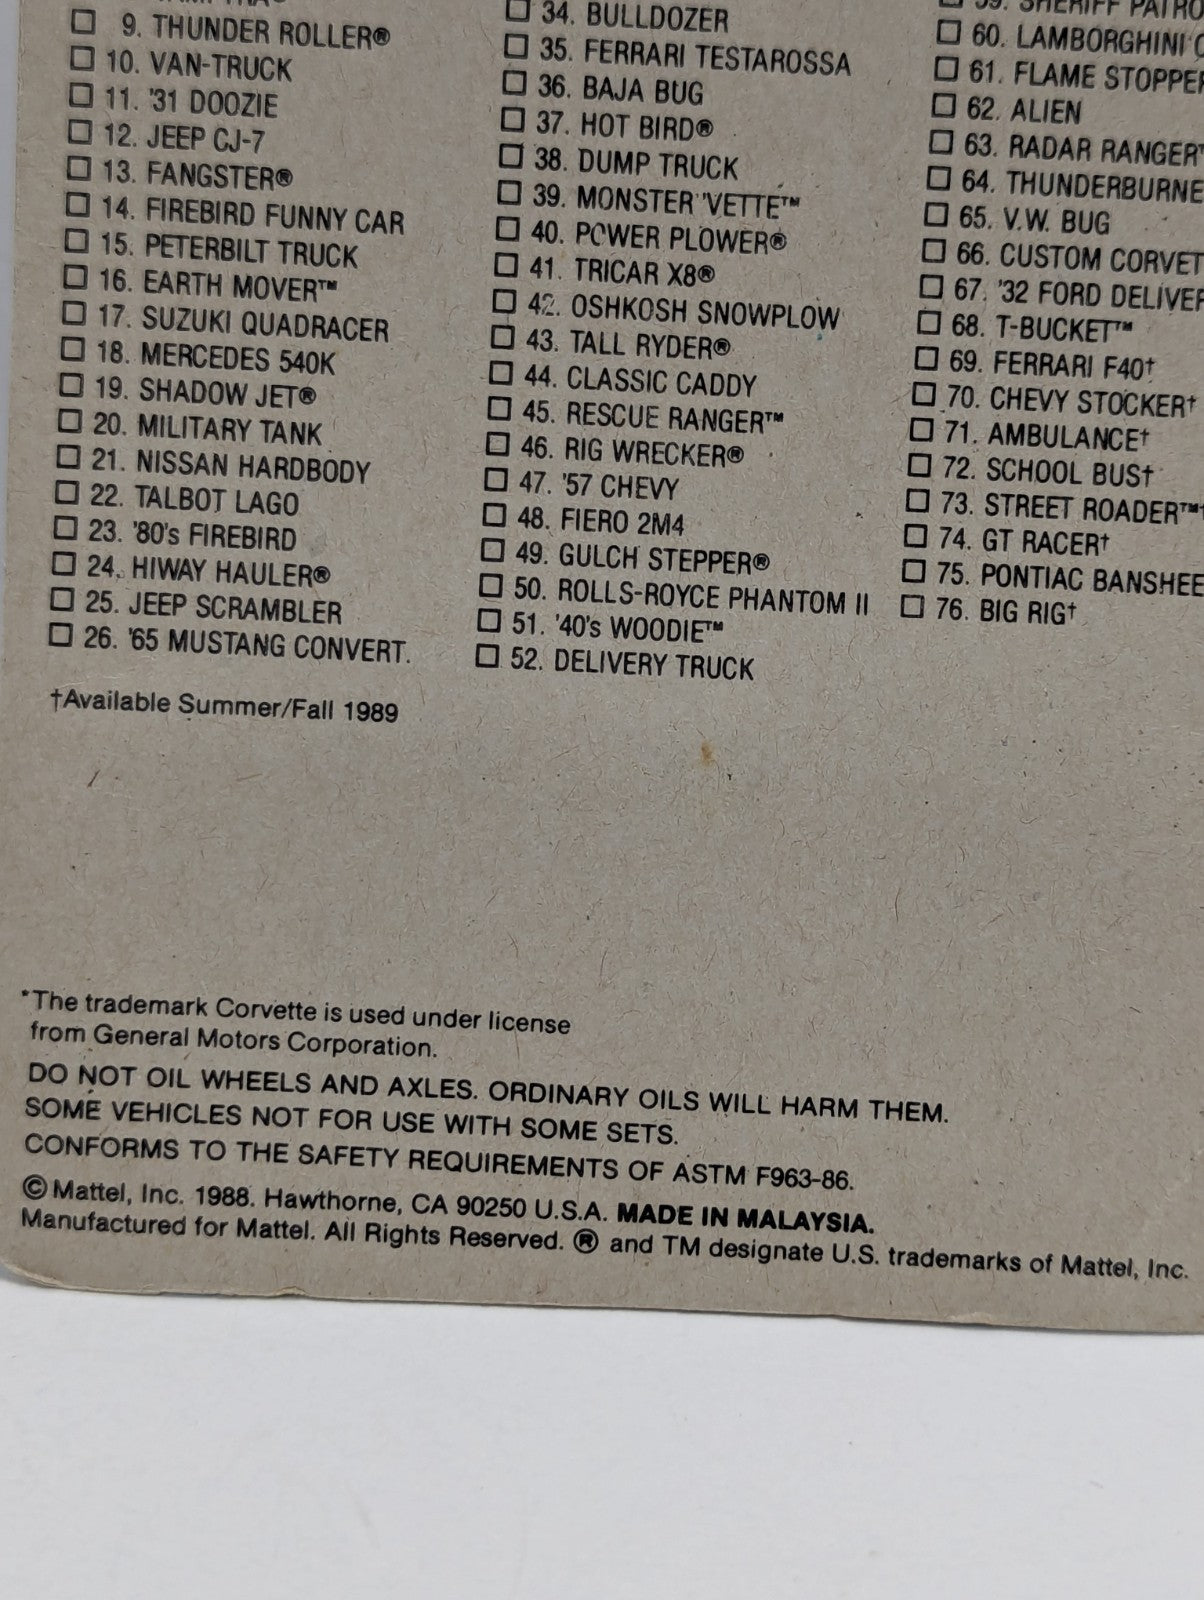 9. THUNDER ROLLER®
10. VAN-TRUCK
11. '31 DOOZIE
12. JEEP CJ-7
13. FANGSTER®
14. FIREBIRD FUNNY CAR
15. PETERBILT TRUCK
16. EARTH MOVER™
17. SUZUKI QUADRACER
18. MERCEDES 540K
19. SHADOW JET®
20. MILITARY TANK
21. NISSAN HARDBODY
22. TALBOT LAGO
23. '80's FIREBIRD
24. HIWAY HAULER®
25. JEEP SCRAMBLER
26. '65 MUSTANG CONVERT.
34. BULLDOZER
35. FERRARI TESTAROSSA
36. BAJA BUG
37. HOT BIRD®
38. DUMP TRUCK
39. MONSTER 'VETTE™
40. POWER PLOWER®
41. TRICAR X8®
42. OSHKOSH SNOWPLOW
43. TALL RYDER®
44. CLASSIC CADDY
45. RESCUE RANGER™
46. RIG WRECKER®
47. '57 CHEVY
48. FIERO 2M4
49. GULCH STEPPER®
50. ROLLS-ROYCE PHANTOM II
51. '40's WOODIE™
52. DELIVERY TRUCK
59. SHERIFF PATRO
60. LAMBORGHINI
61. FLAME STOPPER
62. ALIEN
63. RADAR RANGER
64. THUNDERBURNE
65. V.W. BUG
66. CUSTOM CORVET
67. '32 FORD DELIVER
68. T-BUCKET™
69. FERRARI F40†
70. CHEVY STOCKER†
71. AMBULANCE†
72. SCHOOL BUS†
73. STREET ROADER™†
74. GT RACER†
75. PONTIAC BANSHEE
76. BIG RIG†
†Available Summer/Fall 1989
*The trademark Corvette is used under license
from General Motors Corporation.
DO NOT OIL WHEELS AND AXLES. ORDINARY OILS WILL HARM THEM.
SOME VEHICLES NOT FOR USE WITH SOME SETS.
CONFORMS TO THE SAFETY REQUIREMENTS OF ASTM F963-86.
© Mattel, Inc. 1988. Hawthorne, CA 90250 U.S.A. MADE IN MALAYSIA.
Manufactured for Mattel. All Rights Reserved. ® and TM designate U.S. trademarks of Mattel, Inc.